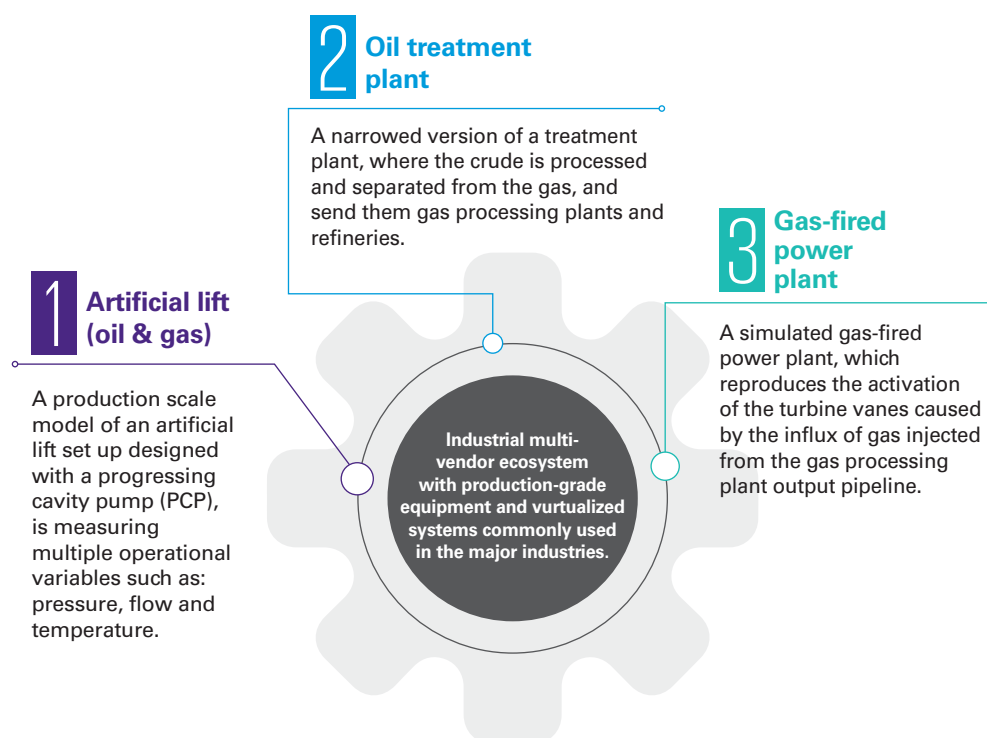 1
Artificial lift
(oil & gas)
A production scale
model of an artificial
lift set up designed
with a progressing
cavity pump (PCP),
is measuring
multiple operational
variables such as:
pressure, flow and
temperature.
2
Oil treatment
plant
A narrowed version of a treatment
plant, where the crude is processed
and separated from the gas, and
send them gas processing plants and
refineries.
3
Gas-fired
power
plant
A simulated gas-fired
power plant, which
reproduces the activation
of the turbine vanes caused
by the influx of gas injected
from the gas processing
plant output pipeline.
Industrial multi-
vendor ecosystem
with production-grade
equipment and vurtualized
systems commonly used
in the major industries.